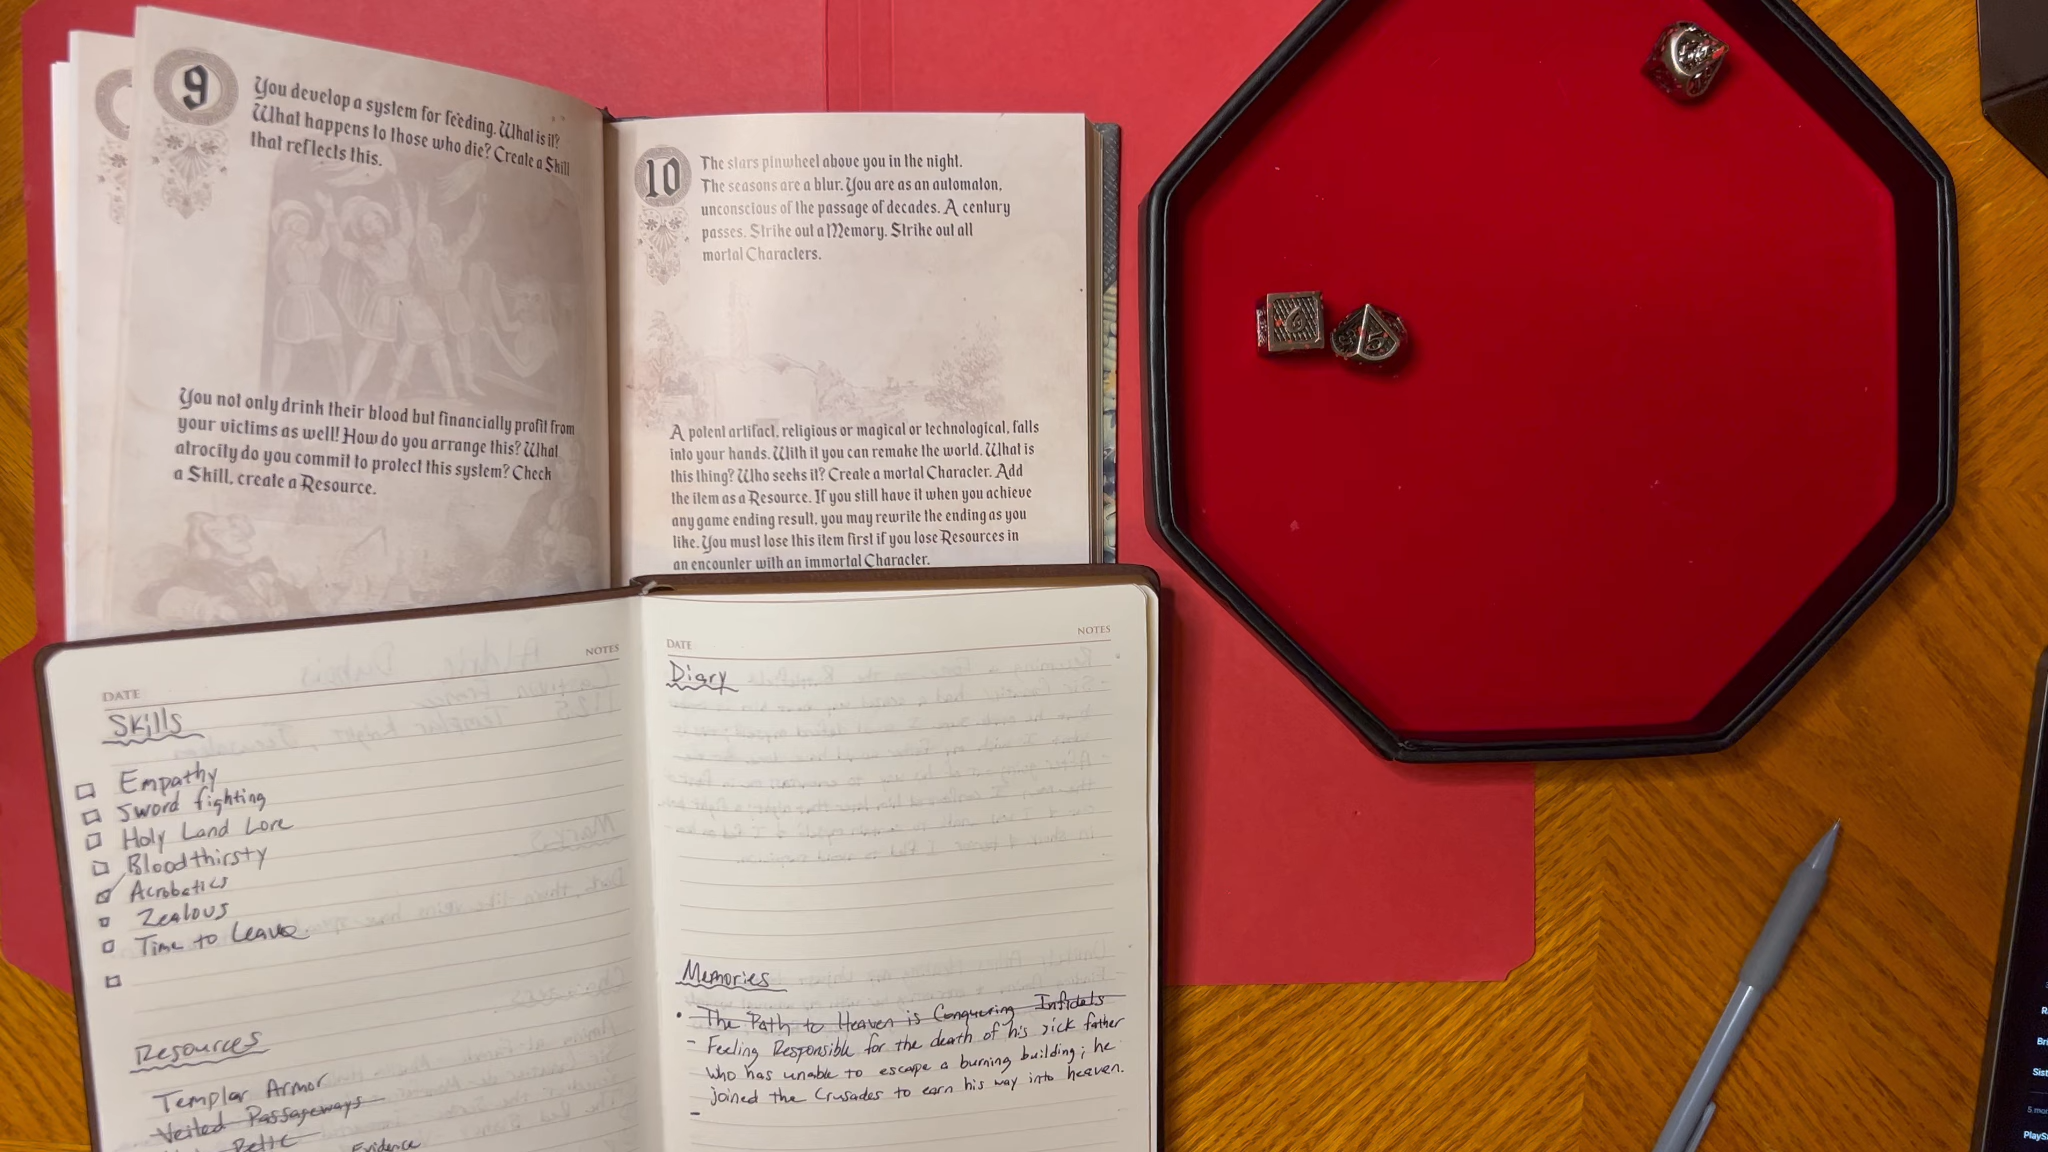 9
You develop a system for feeding. What is it?
What happens to those who die? Create a Skill
that reflects this.
You not only drink their blood but financially profit from
your victims as well! How do you arrange this? What
atrocity do you commit to protect this system? Check
a Skill, create a Resource.
10
The stars pinwheel above you in the night.
The seasons are a blur. You are as an automaton,
unconscious of the passage of decades. A century
passes. Strike out a Memory. Strike out all
mortal Characters.
A potent artifact, religious or magical or technological, falls
into your hands. With it you can remake the world. What is
this thing? Who seeks it? Create a mortal Character. Add
the item as a Resource. If you still have it when you achieve
any game ending result, you may rewrite the ending as you
like. You must lose this item first if you lose Resources in
an encounter with an immortal Character.
DATE
NOTES
Skills
Empathy
Sword fighting
Holy Land Lore
Bloodthirsty
Acrobatics
Zealous
Time to Leave
Resources
Templar Armor
Veiled Passageways
Relic
Evidence
DATE
NOTES
Diary
Memories
The Path to Heaven is Conquering Infidels
- Feeling Responsible for the death of his sick father
who was unable to escape a burning building; he
joined the Crusades to earn his way into heaven.
-
5
Bri
Sist
5 mor
PlaySt